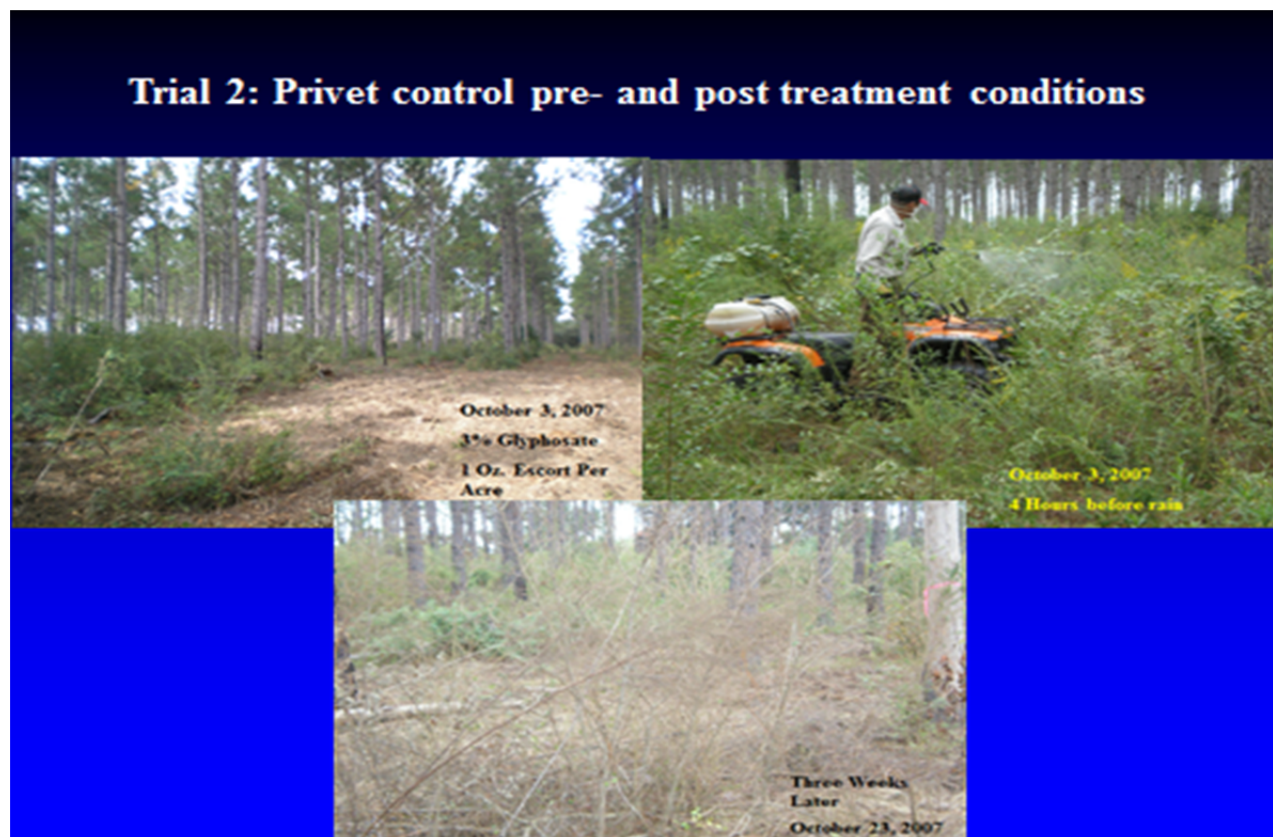 Trial 2: Privet control pre- and post treatment conditions
October 3, 2007
3% Glyphosate
1 Oz. Escort Per
Acre
October 3, 2007
4 Hours before rain
Three Weeks
Later
October 23, 2007